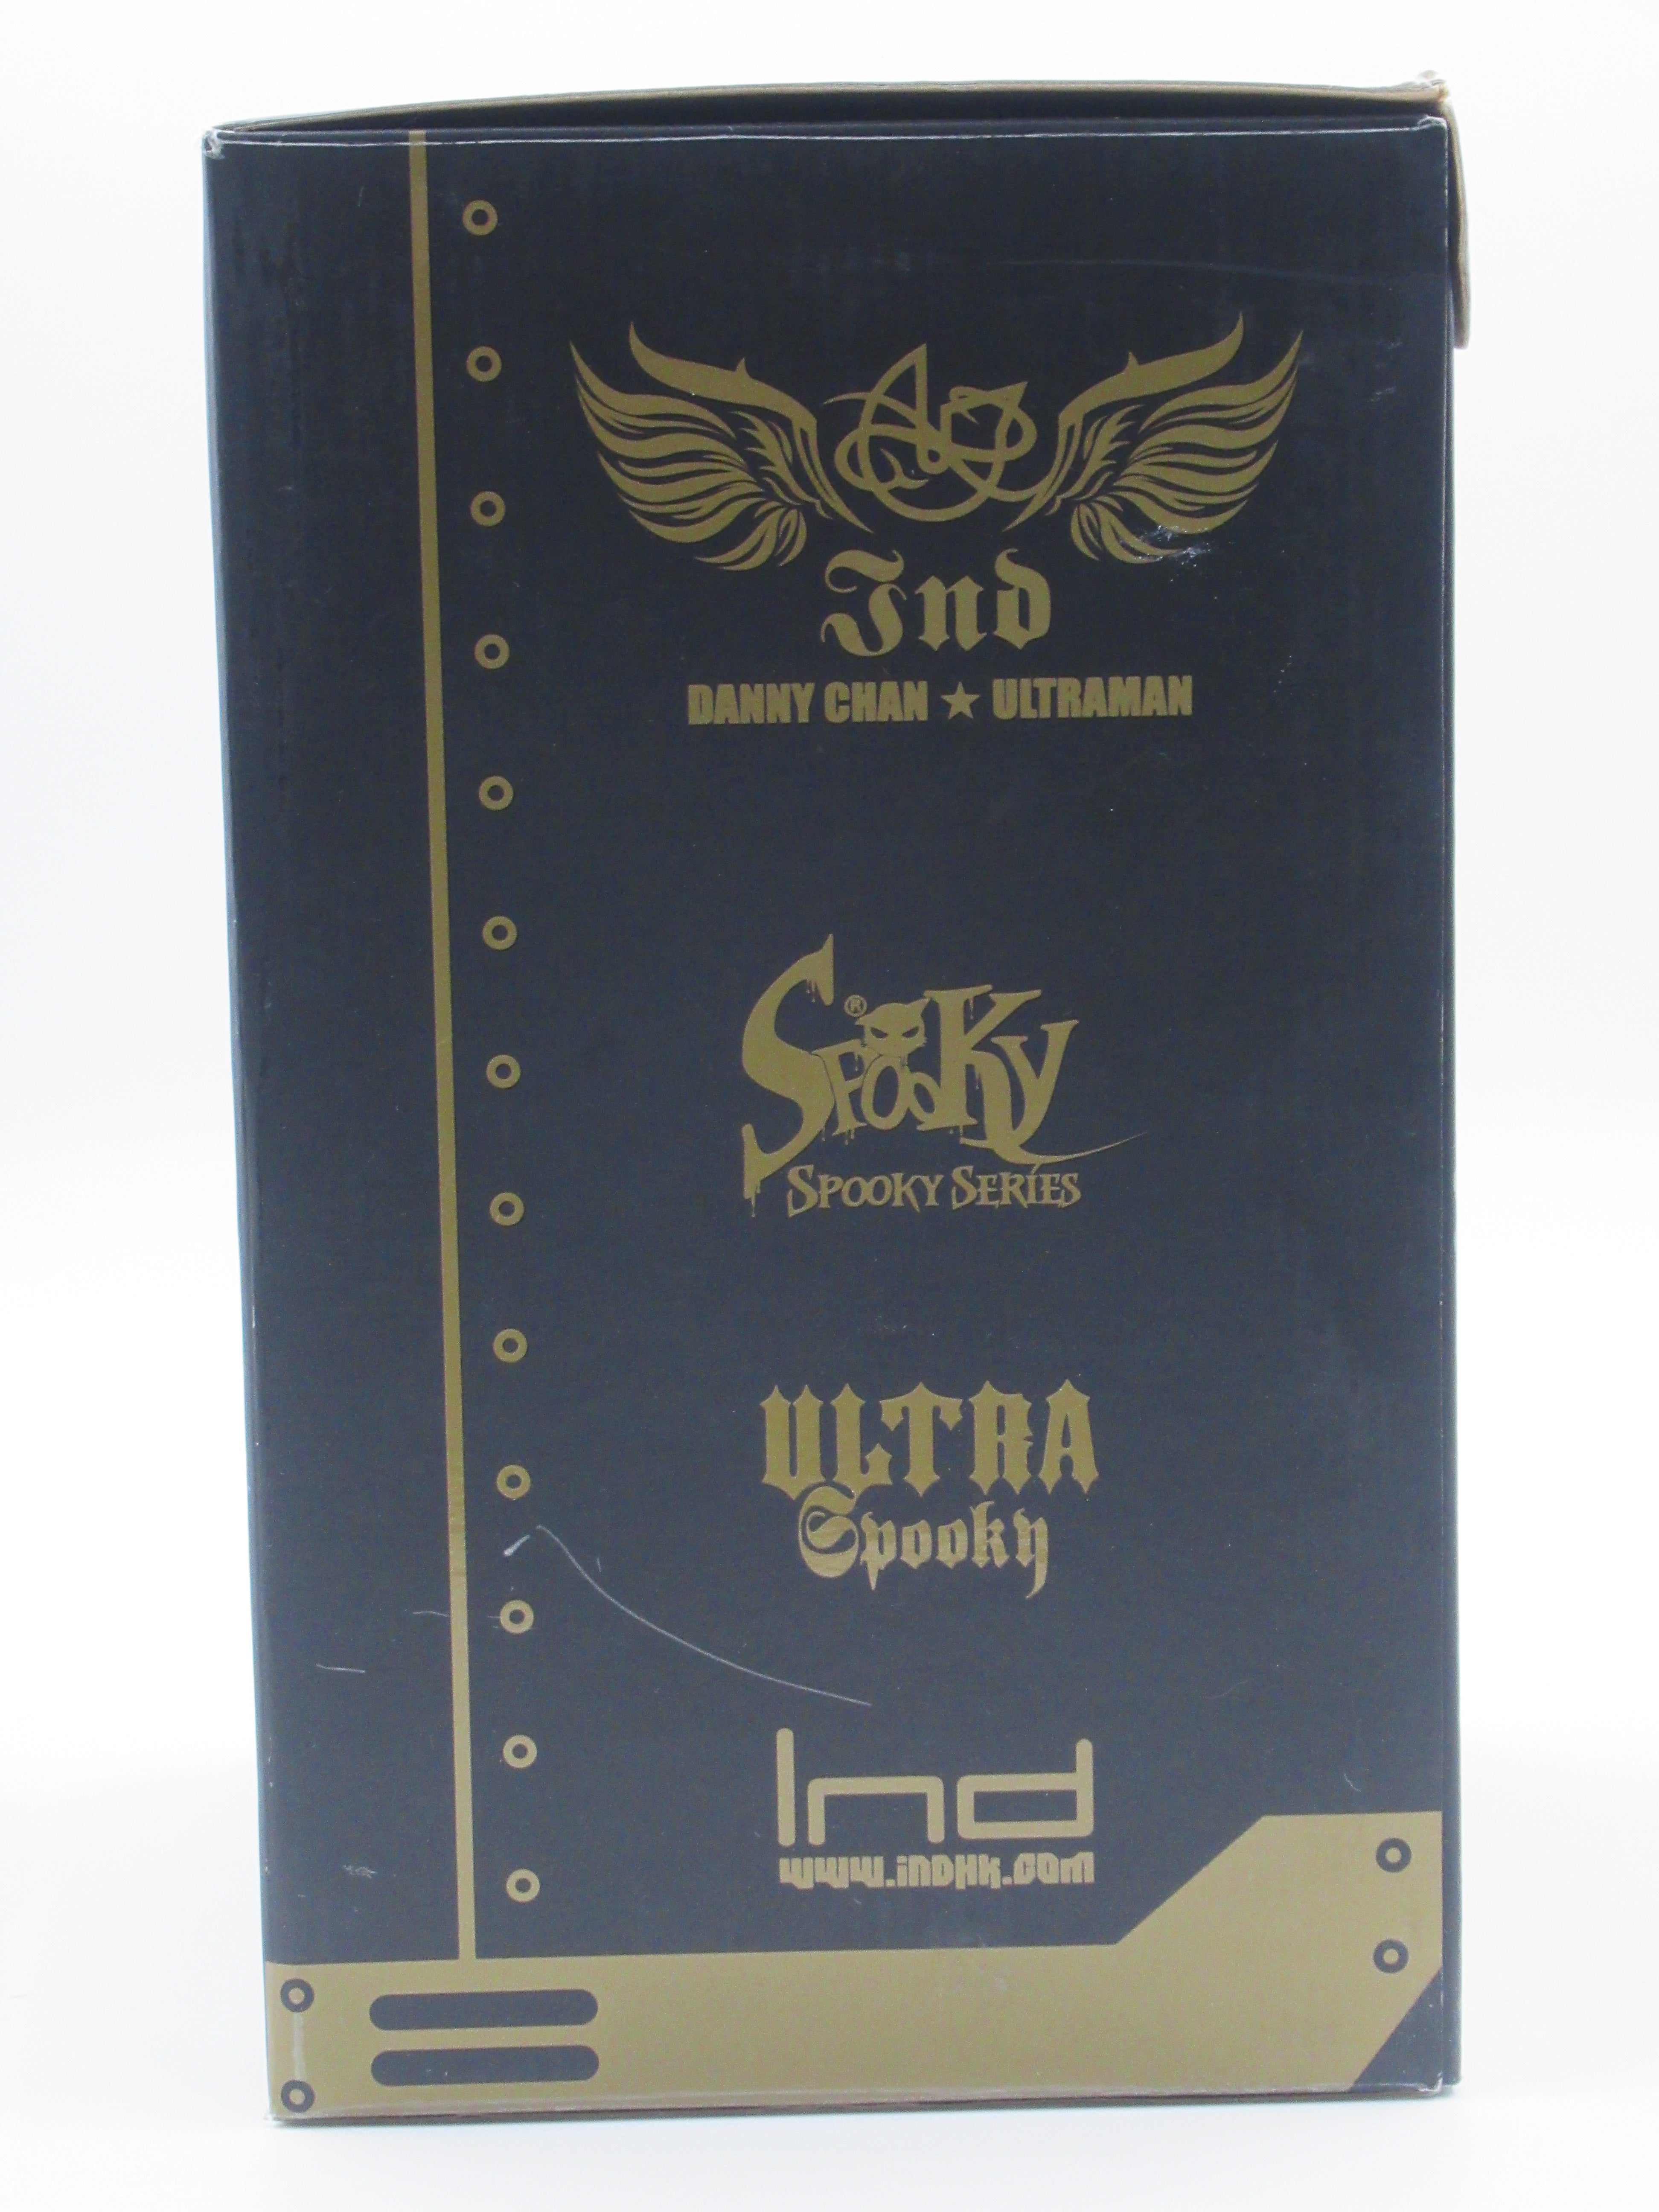 Ind
DANNY CHAN ★ ULTRAMAN
SPOOKY ®
SPOOKY SERIES
ULTRA
Spooky
Ind
www.indhk.com